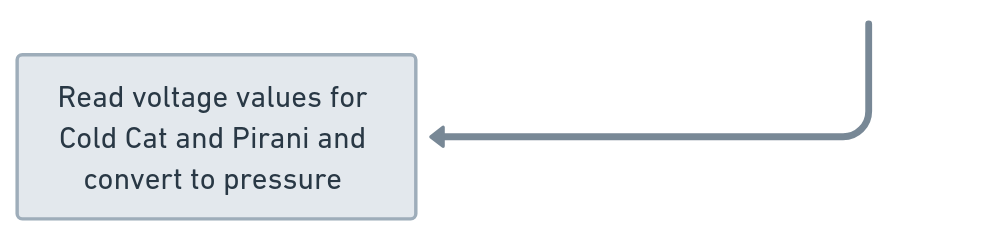 Read voltage values for
Cold Cat and Pirani and
convert to pressure